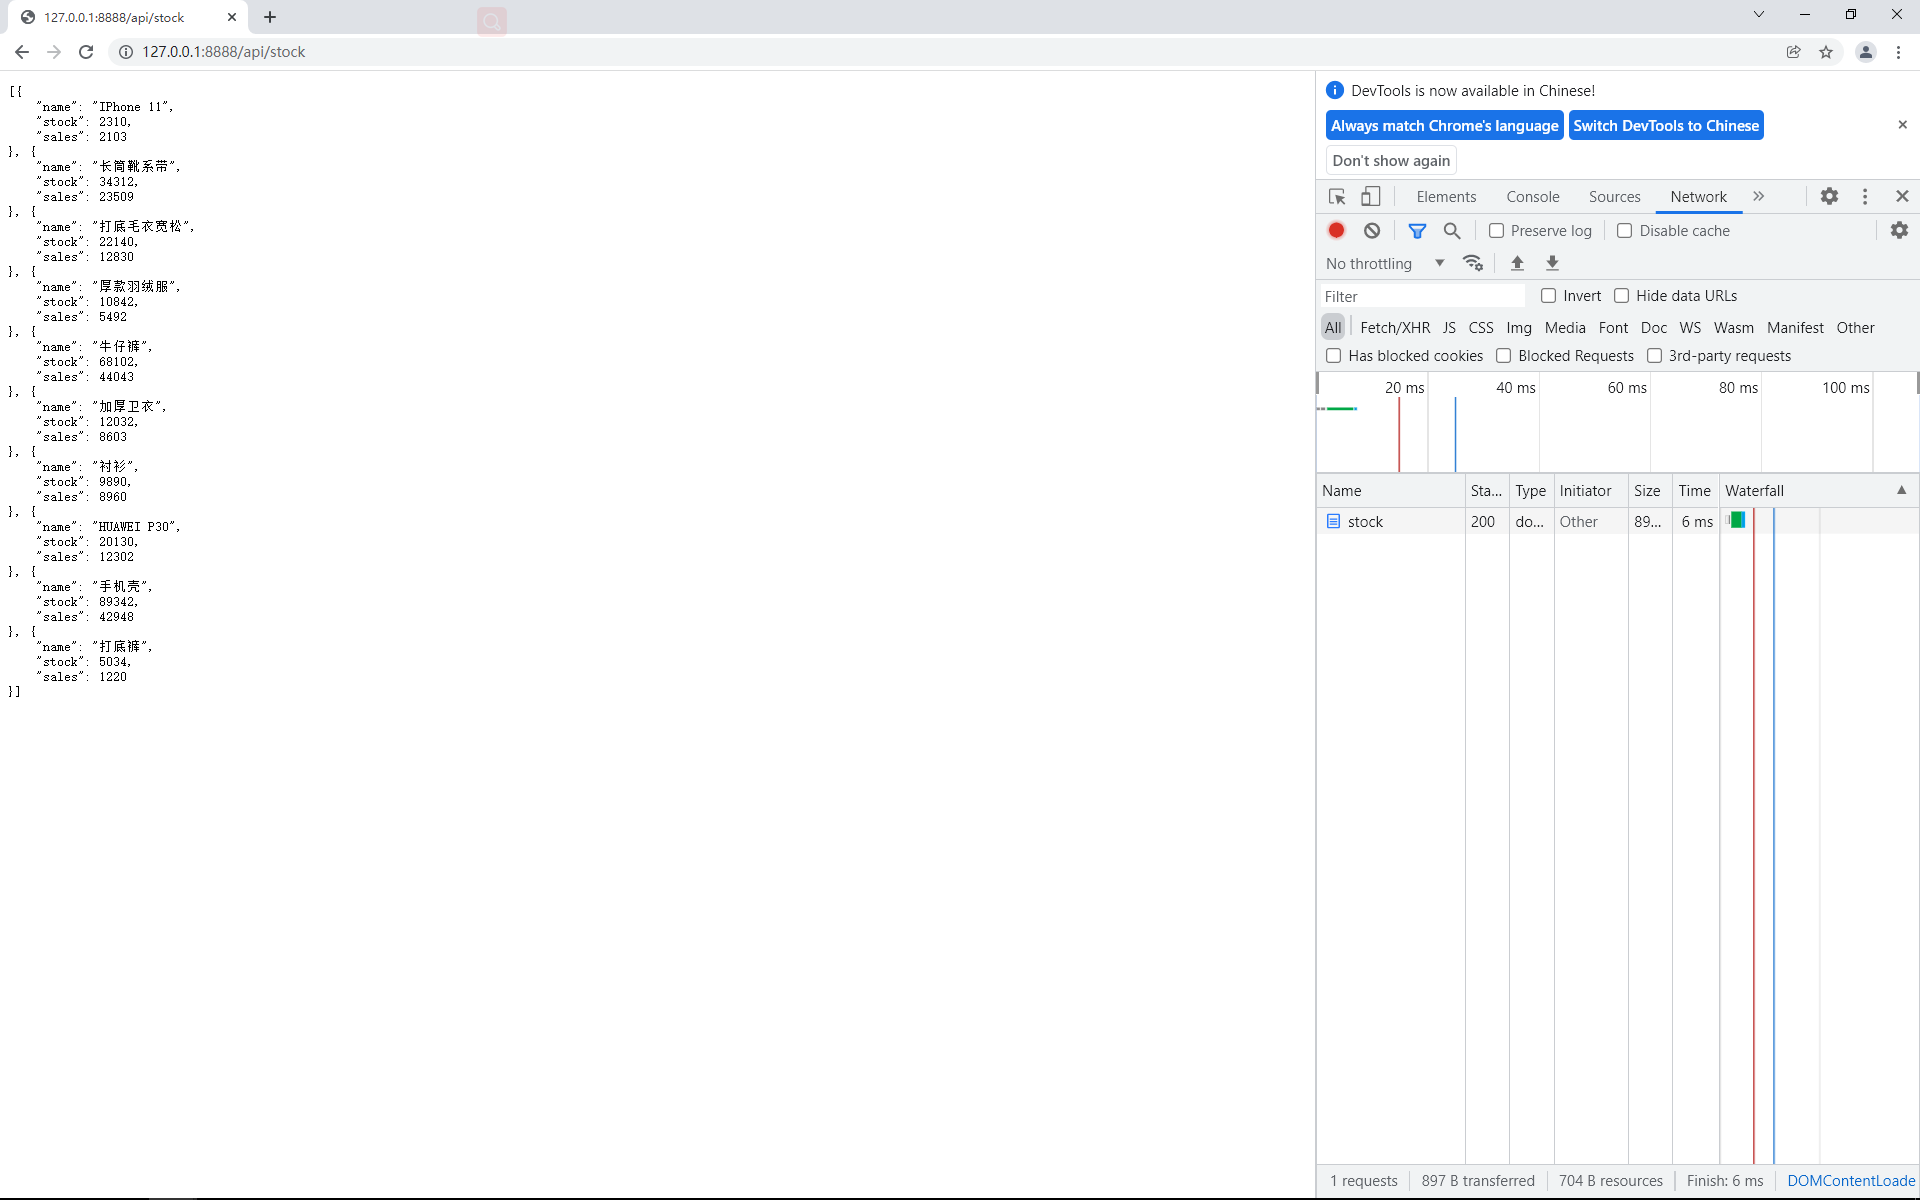 127.0.0.1:8888/api/stock
127.0.0.1:8888/api/stock
[{
"name": "IPhone 11",
"stock": 2310,
"sales": 2103
}, {
"name": "长筒靴系带",
"stock": 34312,
"sales": 23509
}, {
"name": "打底毛衣宽松",
"stock": 22140,
"sales": 12830
}, {
"name": "厚款羽绒服",
"stock": 10842,
"sales": 5492
}, {
"name": "牛仔裤",
"stock": 68102,
"sales": 44043
}, {
"name": "加厚卫衣",
"stock": 12032,
"sales": 8603
}, {
"name": "衬衫",
"stock": 9890,
"sales": 8960
}, {
"name": "HUAWEI P30",
"stock": 20130,
"sales": 12302
}, {
"name": "手机壳",
"stock": 89342,
"sales": 42948
}, {
"name": "打底裤",
"stock": 5034,
"sales": 1220
}]
DevTools is now available in Chinese!
Always match Chrome's language Switch DevTools to Chinese
Don't show again
Elements Console Sources Network
Preserve log Disable cache
No throttling
Filter Invert Hide data URLs
All Fetch/XHR JS CSS Img Media Font Doc WS Wasm Manifest Other
Has blocked cookies Blocked Requests 3rd-party requests
20 ms 40 ms 60 ms 80 ms 100 ms
Name Sta... Type Initiator Size Time Waterfall
stock 200 do... Other 89... 6 ms
1 requests 897 B transferred 704 B resources Finish: 6 ms DOMContentLoade